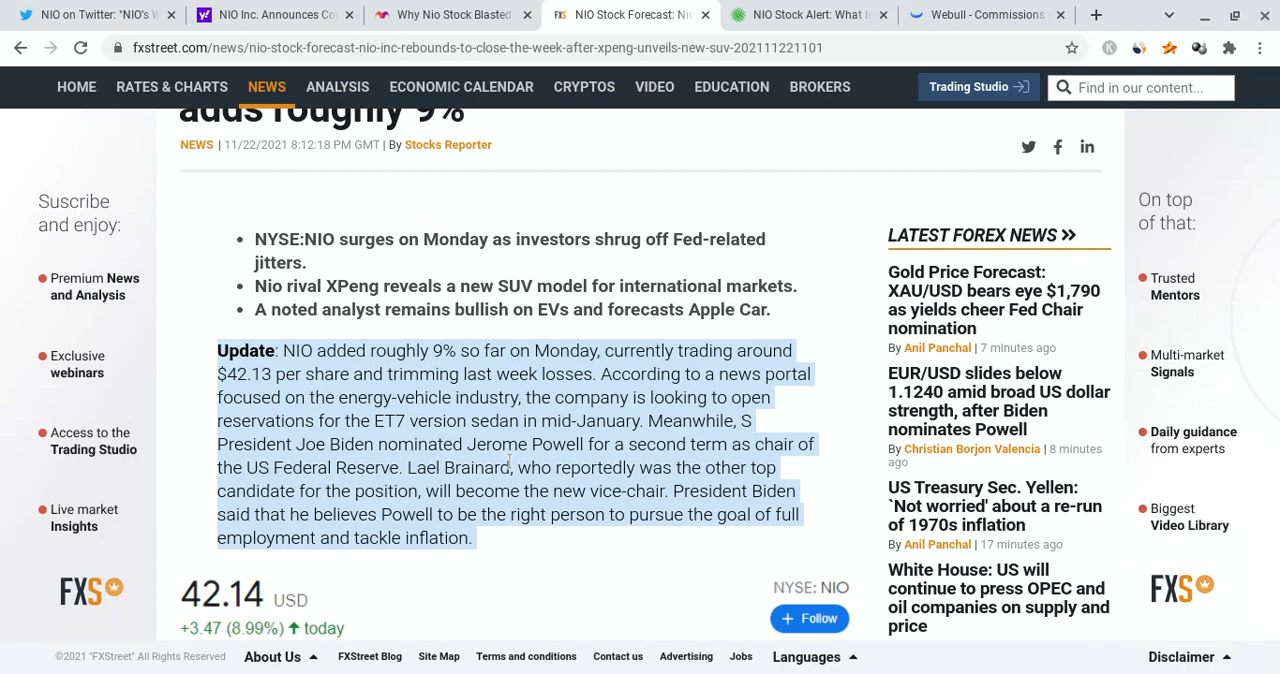 NIO on Twitter: "NIO's W
NIO Inc. Announces Co
Why Nio Stock Blasted
NIO Stock Forecast: Nio
NIO Stock Alert: What Is
Webull - Commissions
fxstreet.com/news/nio-stock-forecast-nio-inc-rebounds-to-close-the-week-after-xpeng-unveils-new-suv-202111221101
HOME RATES & CHARTS NEWS ANALYSIS ECONOMIC CALENDAR CRYPTOS VIDEO EDUCATION BROKERS
Trading Studio
Find in our content...
adds roughly 9%
NEWS | 11/22/2021 8:12:18 PM GMT | By Stocks Reporter
Suscribe
and enjoy:
Premium News
and Analysis
Exclusive
webinars
Access to the
Trading Studio
Live market
Insights
FXS
• NYSE:NIO surges on Monday as investors shrug off Fed-related
jitters.
• Nio rival XPeng reveals a new SUV model for international markets.
• A noted analyst remains bullish on EVs and forecasts Apple Car.
Update: NIO added roughly 9% so far on Monday, currently trading around
$42.13 per share and trimming last week losses. According to a news portal
focused on the energy-vehicle industry, the company is looking to open
reservations for the ET7 version sedan in mid-January. Meanwhile, S
President Joe Biden nominated Jerome Powell for a second term as chair of
the US Federal Reserve. Lael Brainard, who reportedly was the other top
candidate for the position, will become the new vice-chair. President Biden
said that he believes Powell to be the right person to pursue the goal of full
employment and tackle inflation.
42.14 USD
+3.47 (8.99%) ↑ today
NYSE: NIO
+ Follow
LATEST FOREX NEWS
Gold Price Forecast:
XAU/USD bears eye $1,790
as yields cheer Fed Chair
nomination
By Anil Panchal | 7 minutes ago
EUR/USD slides below
1.1240 amid broad US dollar
strength, after Biden
nominates Powell
By Christian Borjon Valencia | 8 minutes
ago
US Treasury Sec. Yellen:
`Not worried' about a re-run
of 1970s inflation
By Anil Panchal | 17 minutes ago
White House: US will
continue to press OPEC and
oil companies on supply and
price
On top
of that:
Trusted
Mentors
Multi-market
Signals
Daily guidance
from experts
Biggest
Video Library
FXS
©2021 "FXStreet" All Rights Reserved About Us FXStreet Blog Site Map Terms and conditions Contact us Advertising Jobs Languages Disclaimer